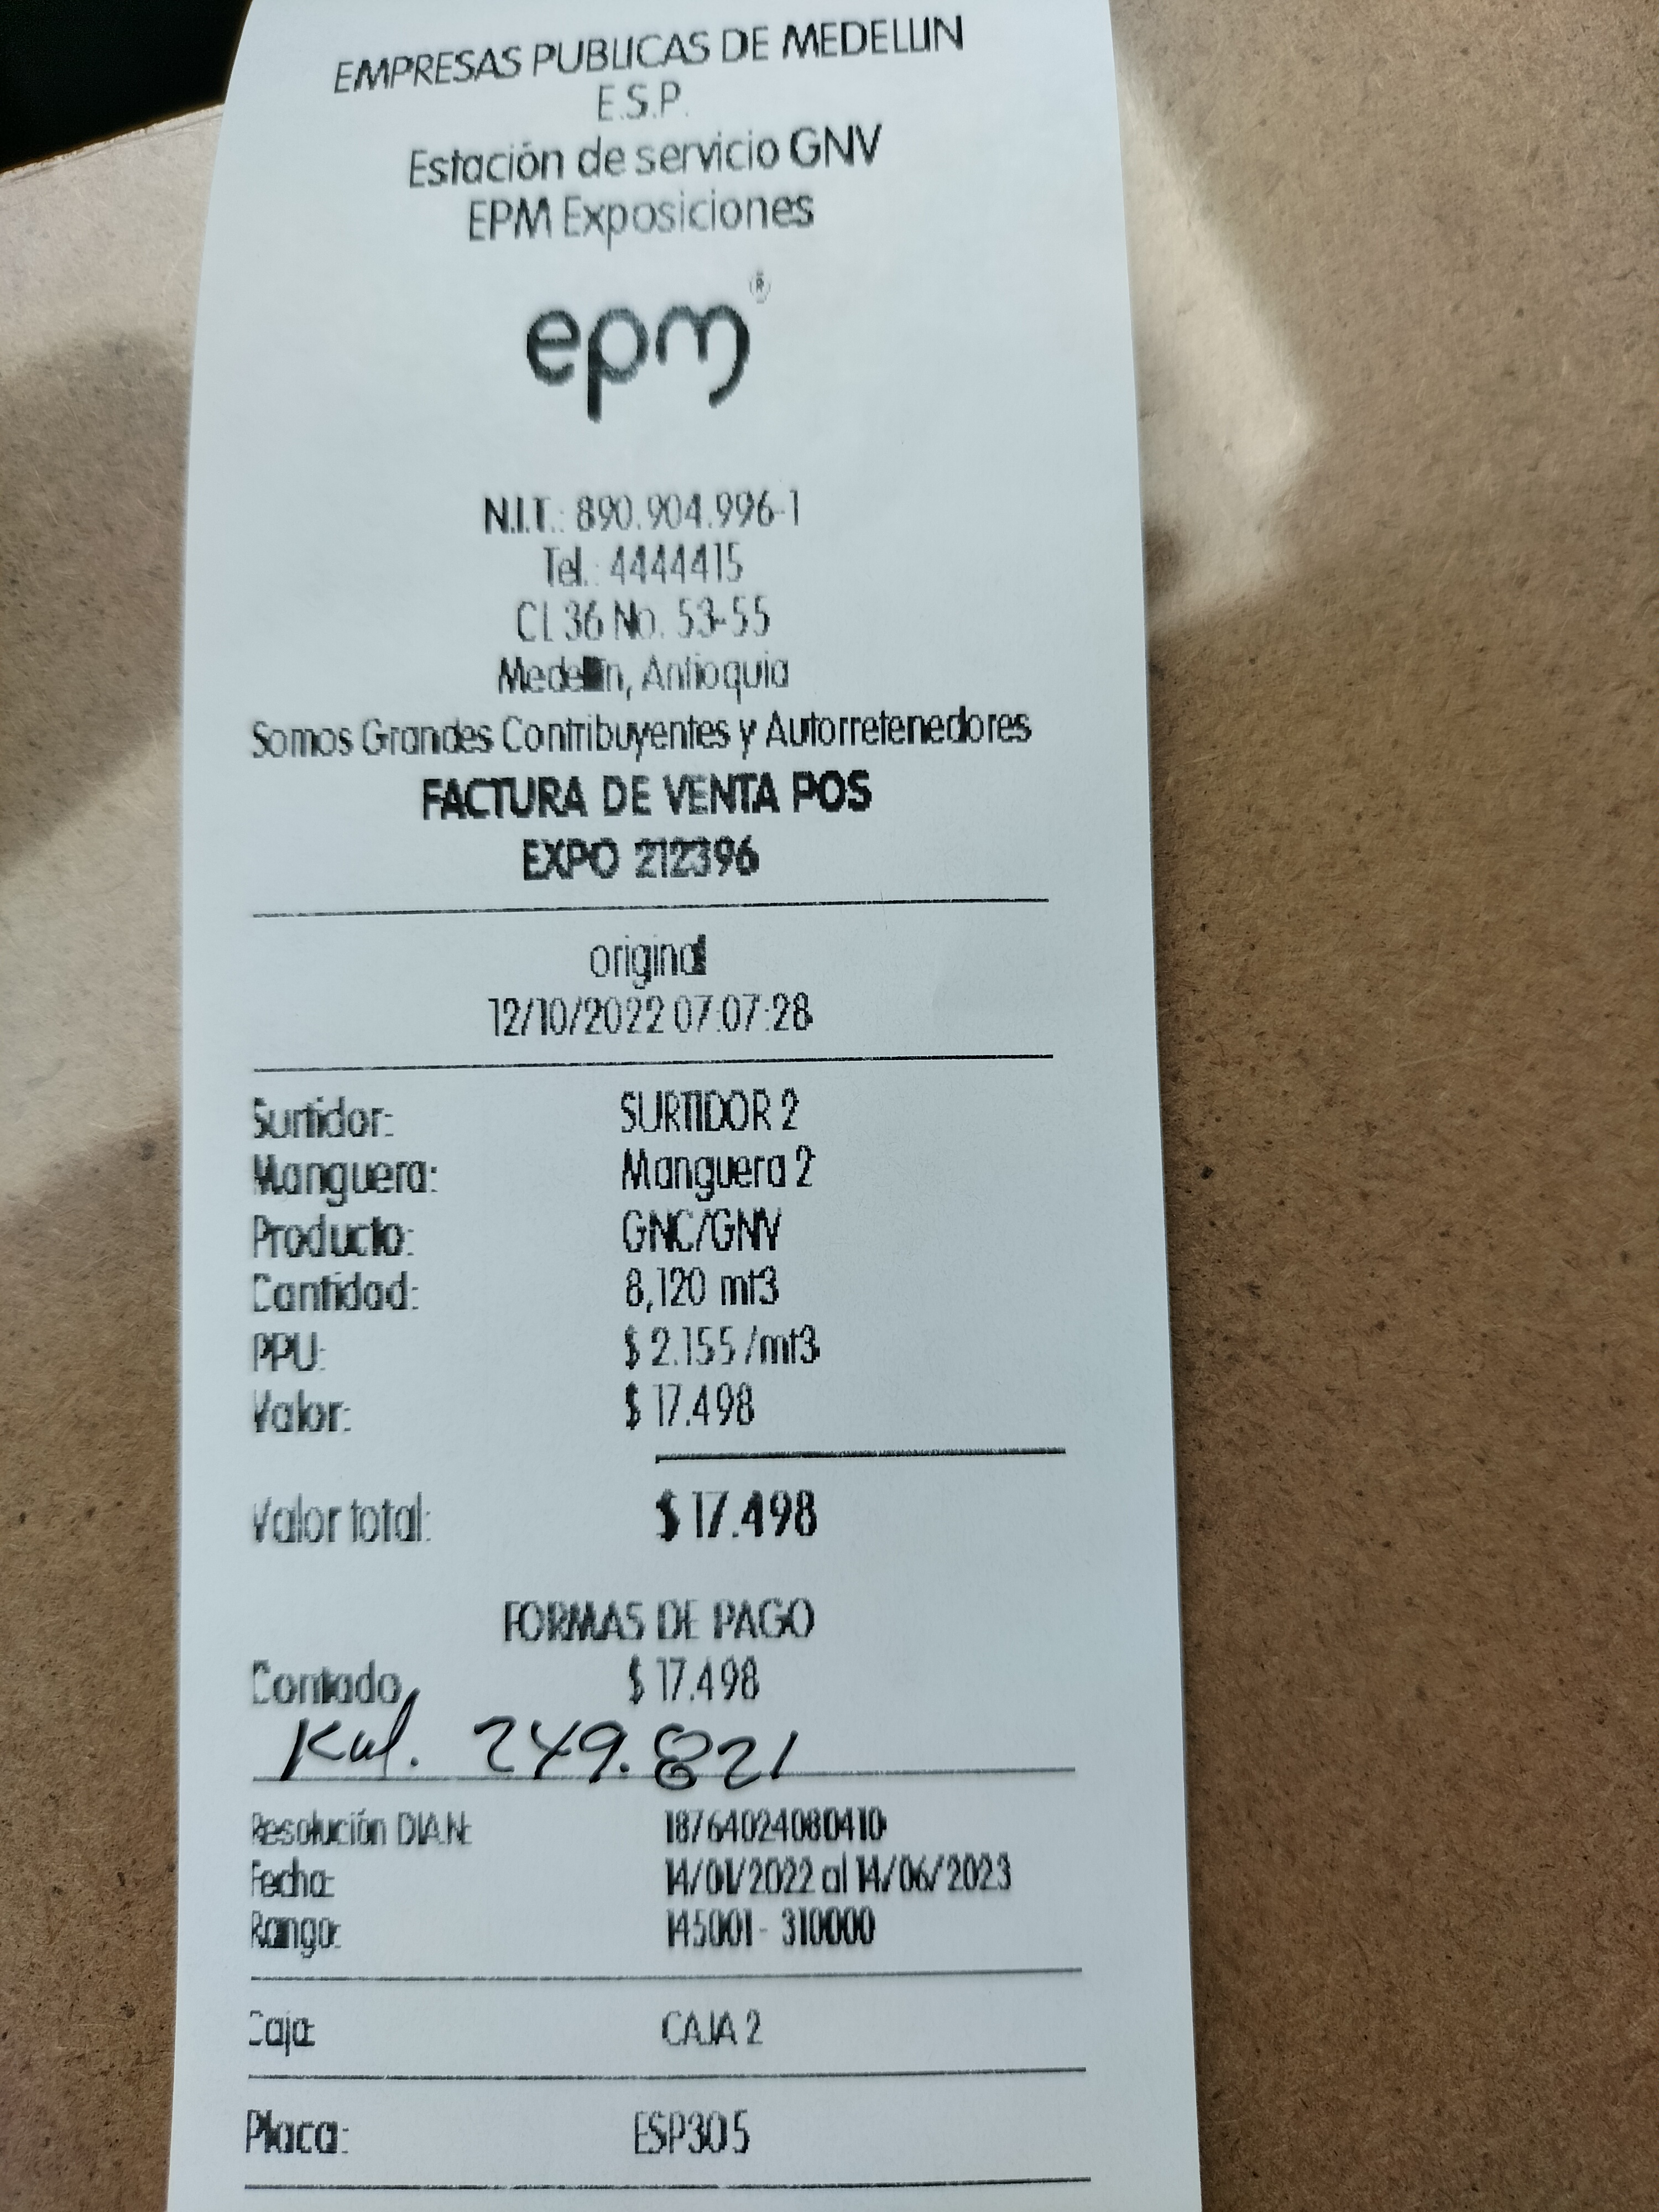 EMPRESAS PUBLICAS DE MEDELLIN
E.S.P.
Estación de servicio GNV
EPM Exposiciones
epm®
N.I.T.: 890.904.996-1
Tel.: 4444415
CL 36 No. 53-55
Medellín, Antioquia
Somos Grandes Contribuyentes y Autorretenedores
FACTURA DE VENTA POS
EXPO 212396
original
12/10/2022 07:07:28
Surtidor: SURTIDOR 2
Manguera: Manguera 2
Producto: GNC/GNV
Cantidad: 8,120 mt3
PPU: $ 2.155 /mt3
Valor: $ 17.498
Valor total: $ 17.498
FORMAS DE PAGO
Contado $ 17.498
249.821
Resolución DIAN: 18764024080410
Fecha: 14/01/2022 al 14/06/2023
Rango: 145001 - 310000
Caja: CAJA 2
Placa: ESP305